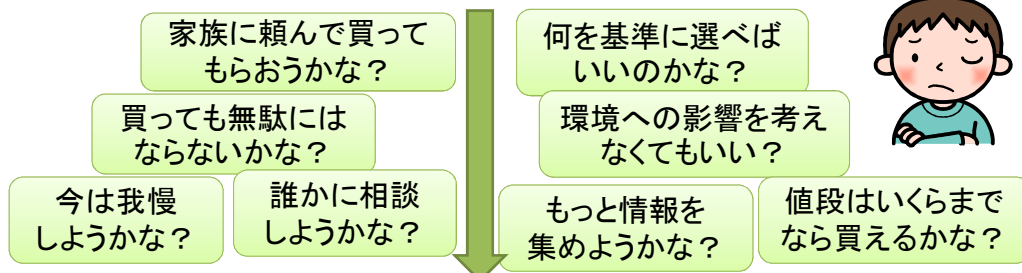 家族に頼んで買って
もらおうかな？
何を基準に選べば
いいのかな？
買っても無駄には
ならないかな？
環境への影響を考え
なくてもいい？
今は我慢
しようかな？
誰かに相談
しようかな？
もっと情報を
集めようかな？
値段はいくらまで
なら買えるかな？